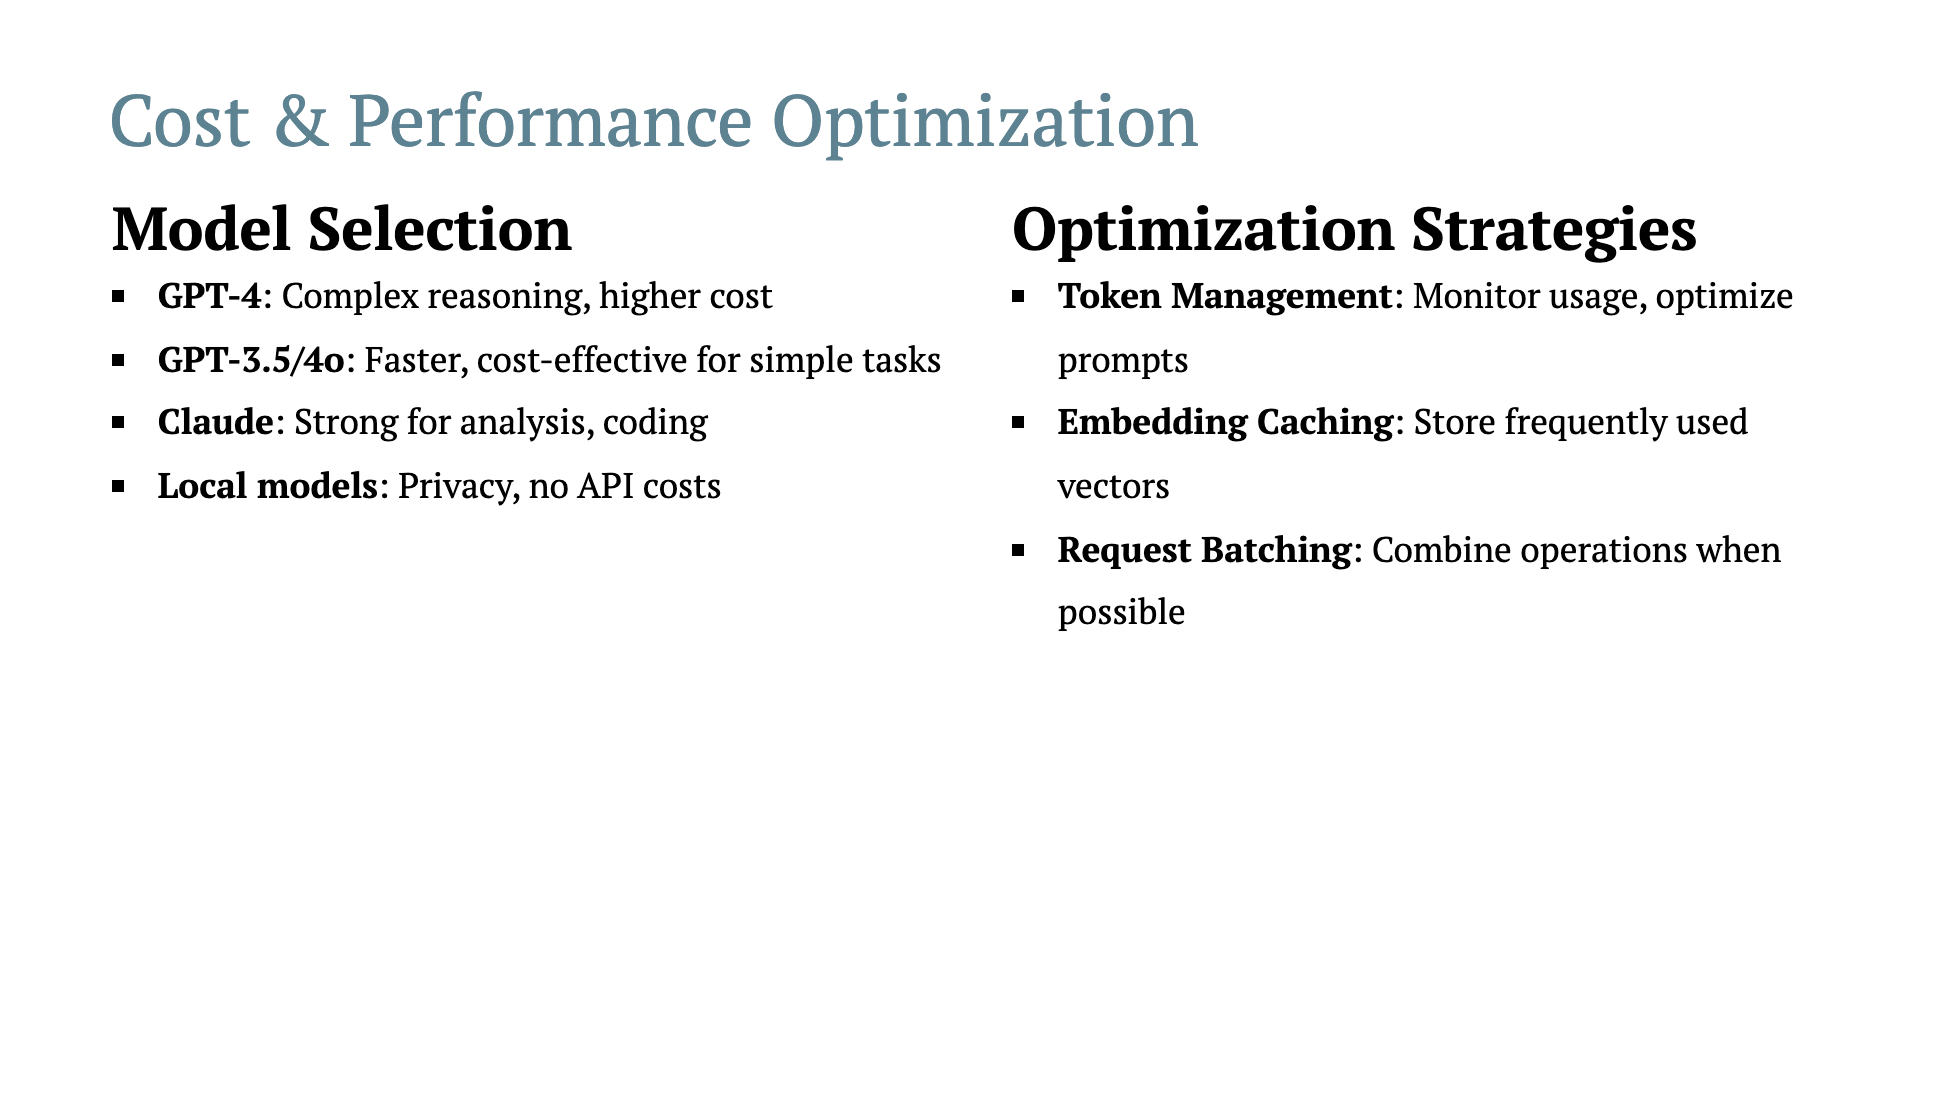 Cost & Performance Optimization
Model Selection
▪ GPT-4: Complex reasoning, higher cost
▪ GPT-3.5/4o: Faster, cost-effective for simple tasks
▪ Claude: Strong for analysis, coding
▪ Local models: Privacy, no API costs
Optimization Strategies
▪ Token Management: Monitor usage, optimize
prompts
▪ Embedding Caching: Store frequently used
vectors
▪ Request Batching: Combine operations when
possible